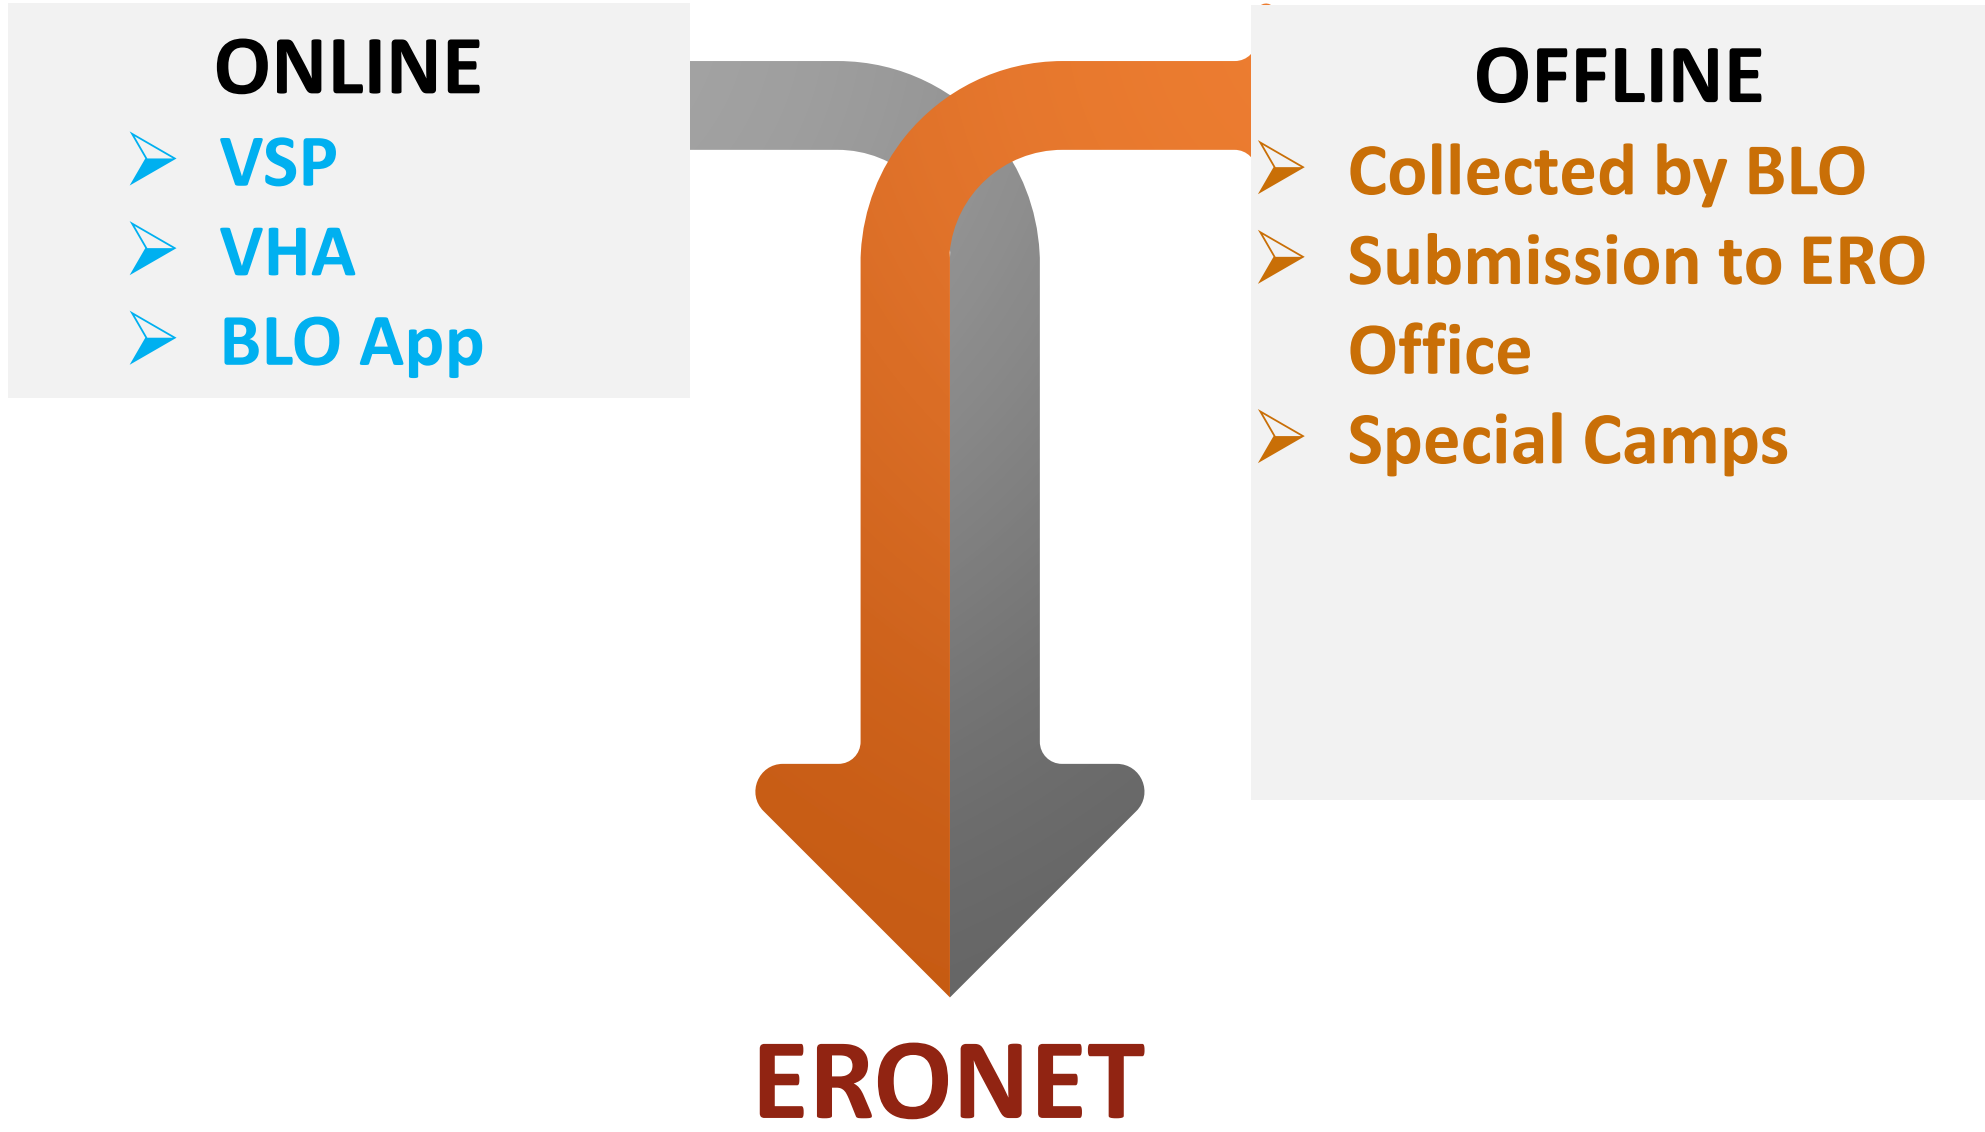 ONLINE
VSP
VHA
BLO App
OFFLINE
Collected by BLO
Submission to ERO
Office
Special Camps
ERONET